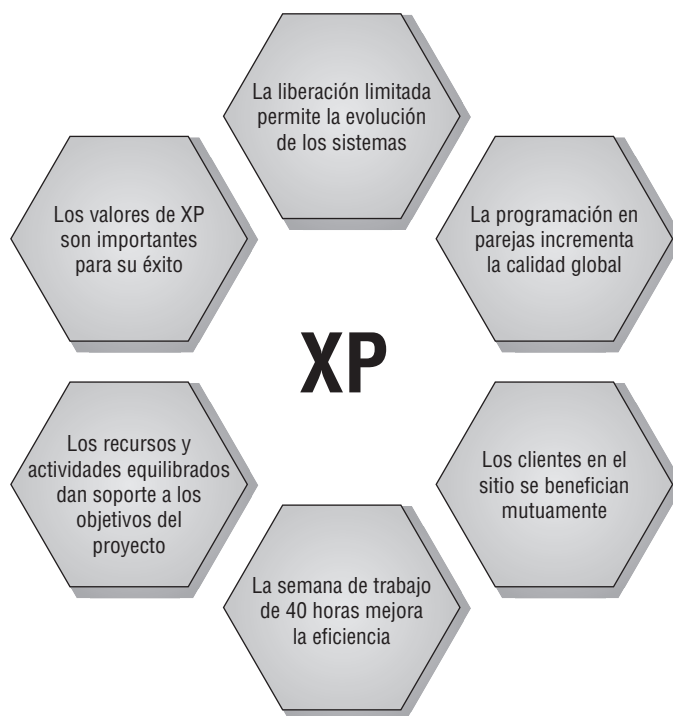 La liberación limitada
permite la evolución
de los sistemas
Los valores de XP
son importantes
para su éxito
La programación en
parejas incrementa
la calidad global
XP
Los recursos y
actividades equilibrados
dan soporte a los
objetivos del
proyecto
Los clientes en el
sitio se benefician
mutuamente
La semana de trabajo
de 40 horas mejora
la eficiencia